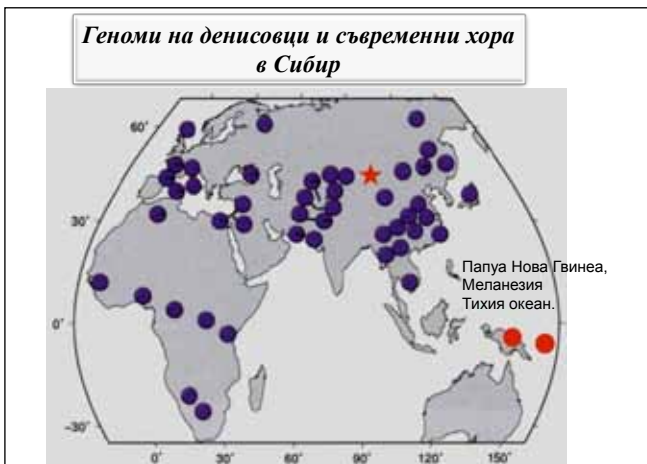 Геноми на денисовци и съвременни хора
в Сибир
60°
30°
Папуа Нова Гвинеа,
Меланезия
Тихия океан.
0°
−30°
0° 30° 60° 90° 120° 150°